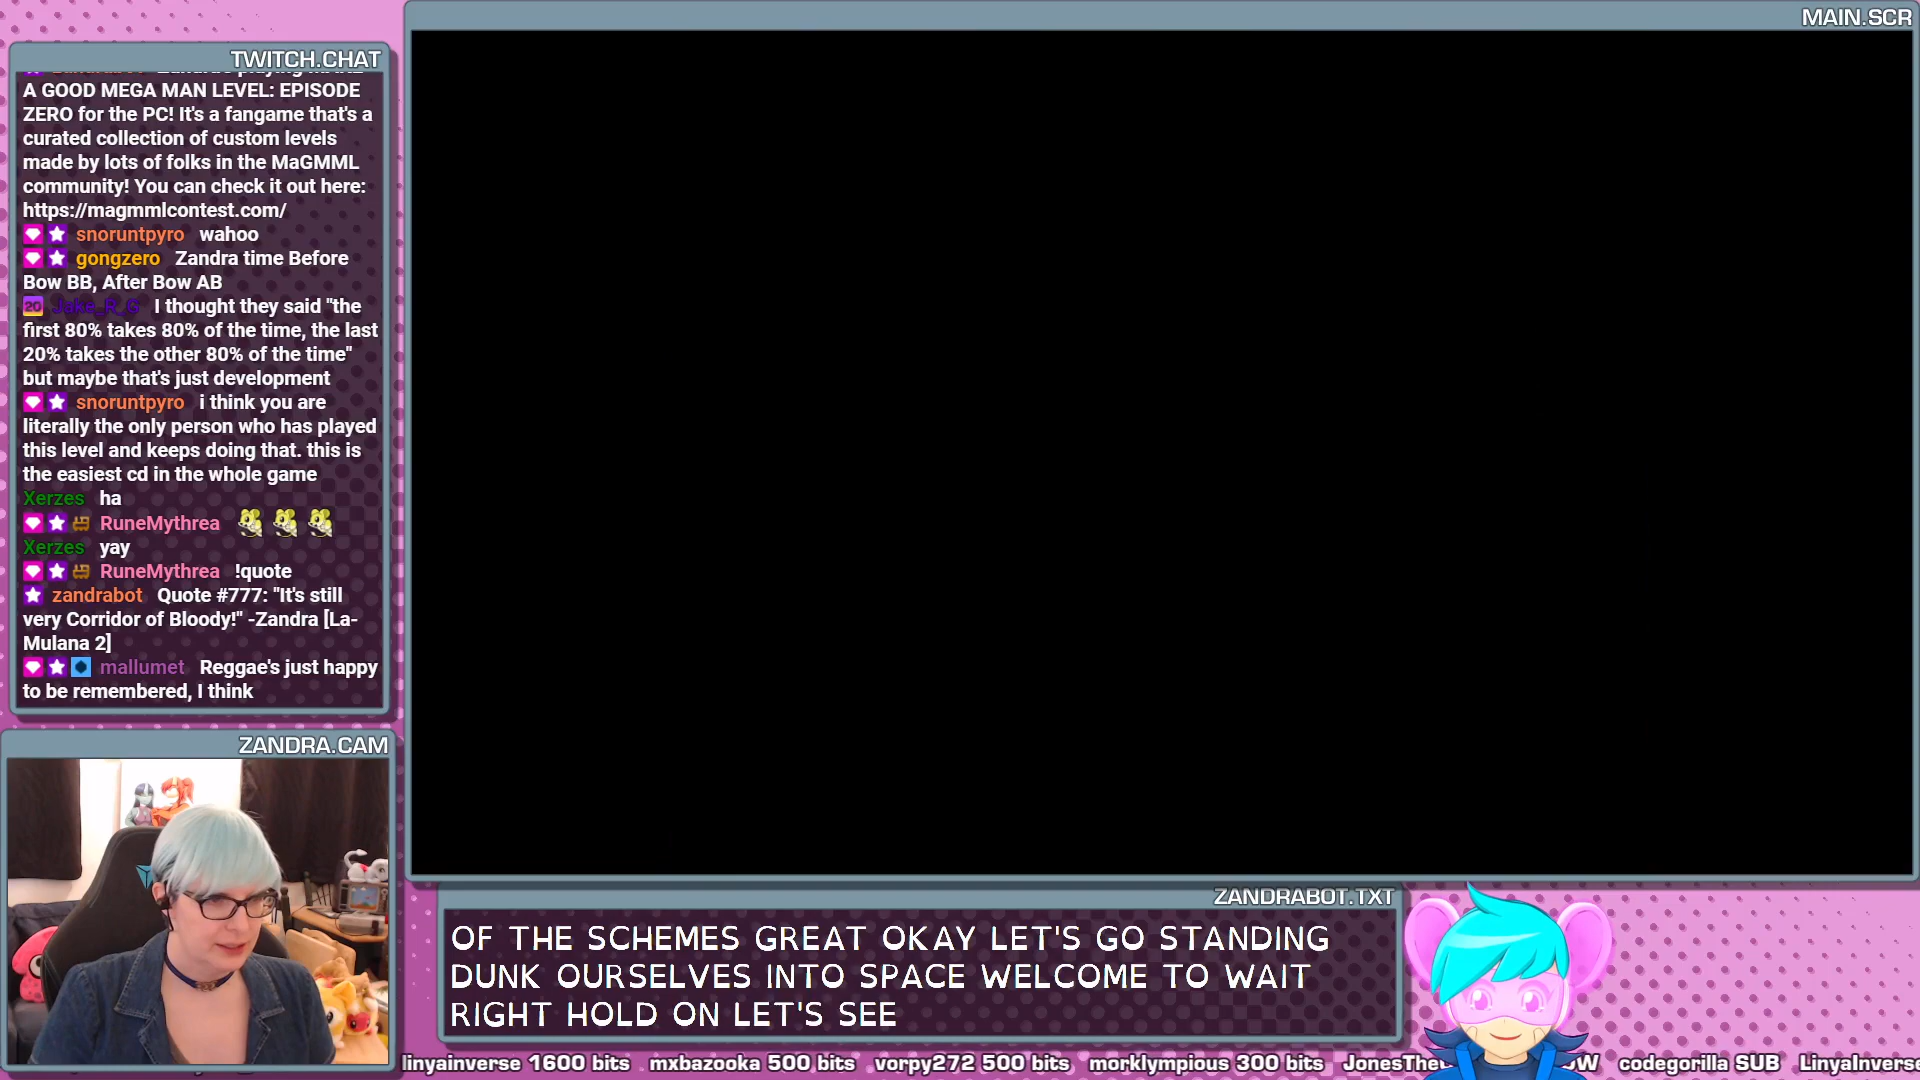 MAIN.SCR
TWITCH.CHAT
A GOOD MEGA MAN LEVEL: EPISODE
ZERO for the PC! It's a fangame that's a
curated collection of custom levels
made by lots of folks in the MaGMML
community! You can check it out here:
https://magmmlcontest.com/
snoruntpyro wahoo
gongzero Zandra time Before
Bow BB, After Bow AB
20 Jake_R_G I thought they said "the
first 80% takes 80% of the time, the last
20% takes the other 80% of the time"
but maybe that's just development
snoruntpyro i think you are
literally the only person who has played
this level and keeps doing that. this is
the easiest cd in the whole game
Xerzes ha
RuneMythrea
Xerzes yay
RuneMythrea !quote
zandrabot Quote #777: "It's still
very Corridor of Bloody!" -Zandra [La-
Mulana 2]
mallumet Reggae's just happy
to be remembered, I think
ZANDRA.CAM
ZANDRABOT.TXT
OF THE SCHEMES GREAT OKAY LET'S GO STANDING
DUNK OURSELVES INTO SPACE WELCOME TO WAIT
RIGHT HOLD ON LET'S SEE
linyainverse 1600 bits mxbazooka 500 bits vorpy272 500 bits morklympious 300 bits codegorilla SUB